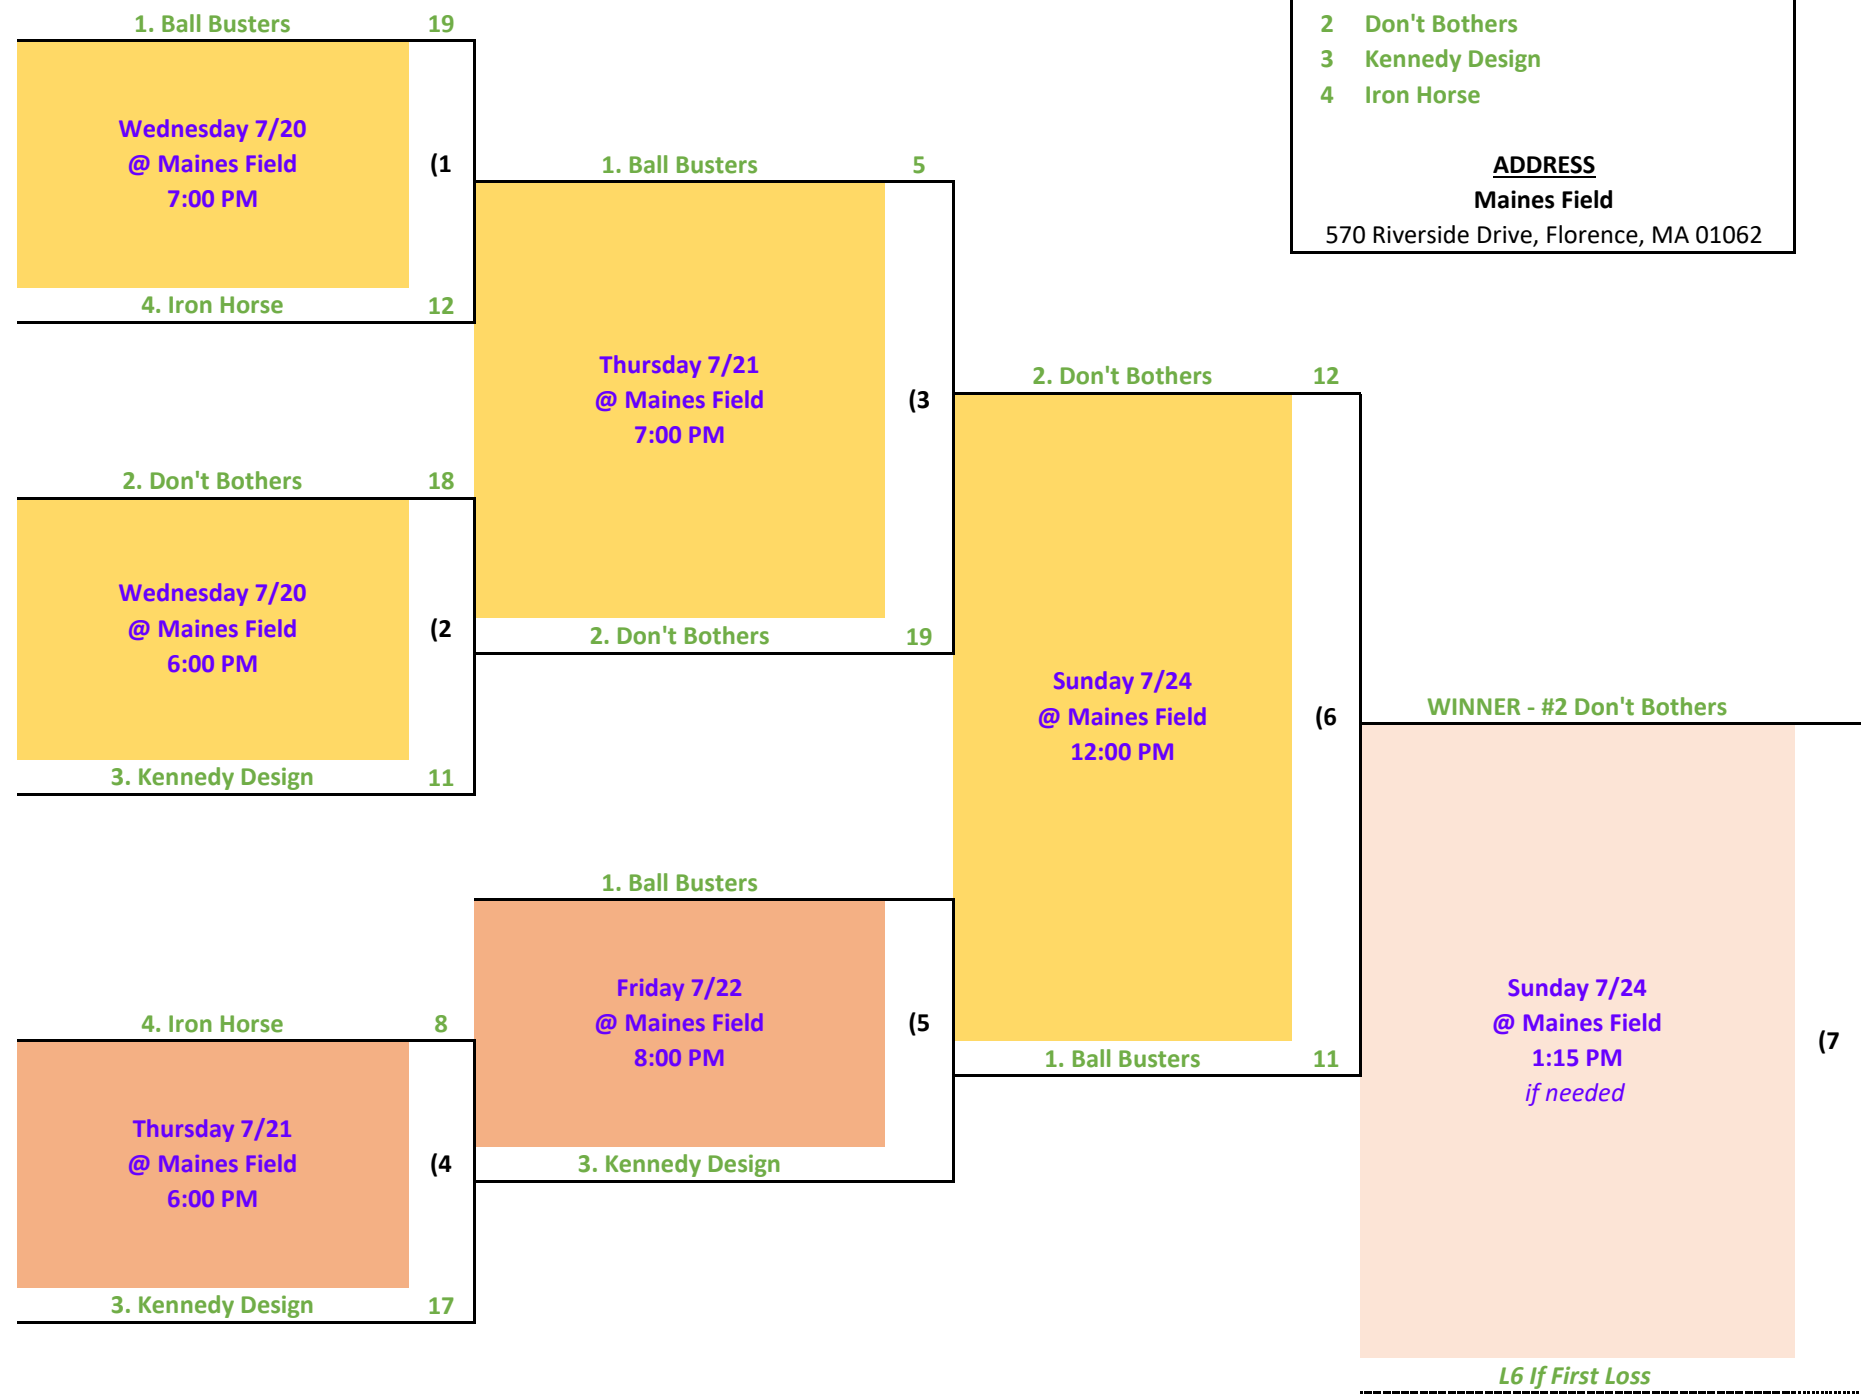 1. Ball Busters 19
Wednesday 7/20
@ Maines Field
7:00 PM
(1
4. Iron Horse 12
2. Don't Bothers 18
Wednesday 7/20
@ Maines Field
6:00 PM
(2
3. Kennedy Design 11
4. Iron Horse 8
Thursday 7/21
@ Maines Field
6:00 PM
(4
3. Kennedy Design 17
1. Ball Busters 5
Thursday 7/21
@ Maines Field
7:00 PM
(3
2. Don't Bothers 19
1. Ball Busters
Friday 7/22
@ Maines Field
8:00 PM
(5
3. Kennedy Design
2. Don't Bothers 12
Sunday 7/24
@ Maines Field
12:00 PM
(6
1. Ball Busters 11
2 Don't Bothers
3 Kennedy Design
4 Iron Horse
ADDRESS
Maines Field
570 Riverside Drive, Florence, MA 01062
WINNER - #2 Don't Bothers
Sunday 7/24
@ Maines Field
1:15 PM
if needed
(7
L6 If First Loss